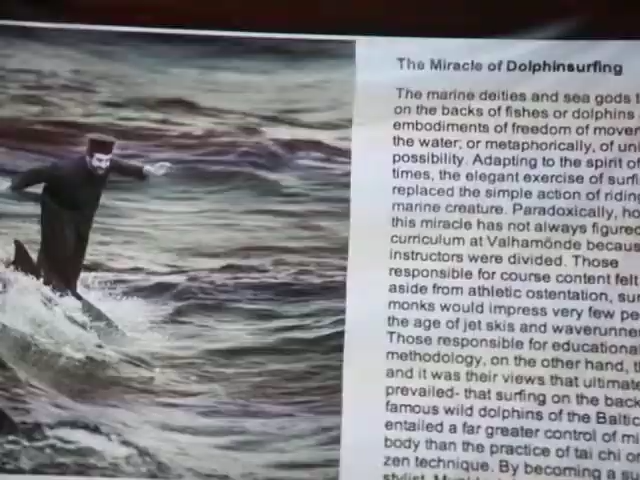 The Miracle of Dolphinsurfing
The marine deities and sea gods
on the backs of fishes or dolphins
embodiments of freedom of
the water, or metaphorically, of
possibility. Adapting to the spirit of
times, the elegant exercise of
replaced the simple action of
marine creature. Paradoxically,
this miracle has not always figured
curriculum at Valhamönde
instructors were divided. Those
responsible for course content felt
aside from athletic ostentation,
monks would impress very few
the age of jet skis and
Those responsible for
methodology, on the other hand,
and it was their views that
prevailed- that surfing on the
famous wild dolphins of the Baltic
entailed a far greater control of
body than the practice of tai chi or
zen technique. By becoming a